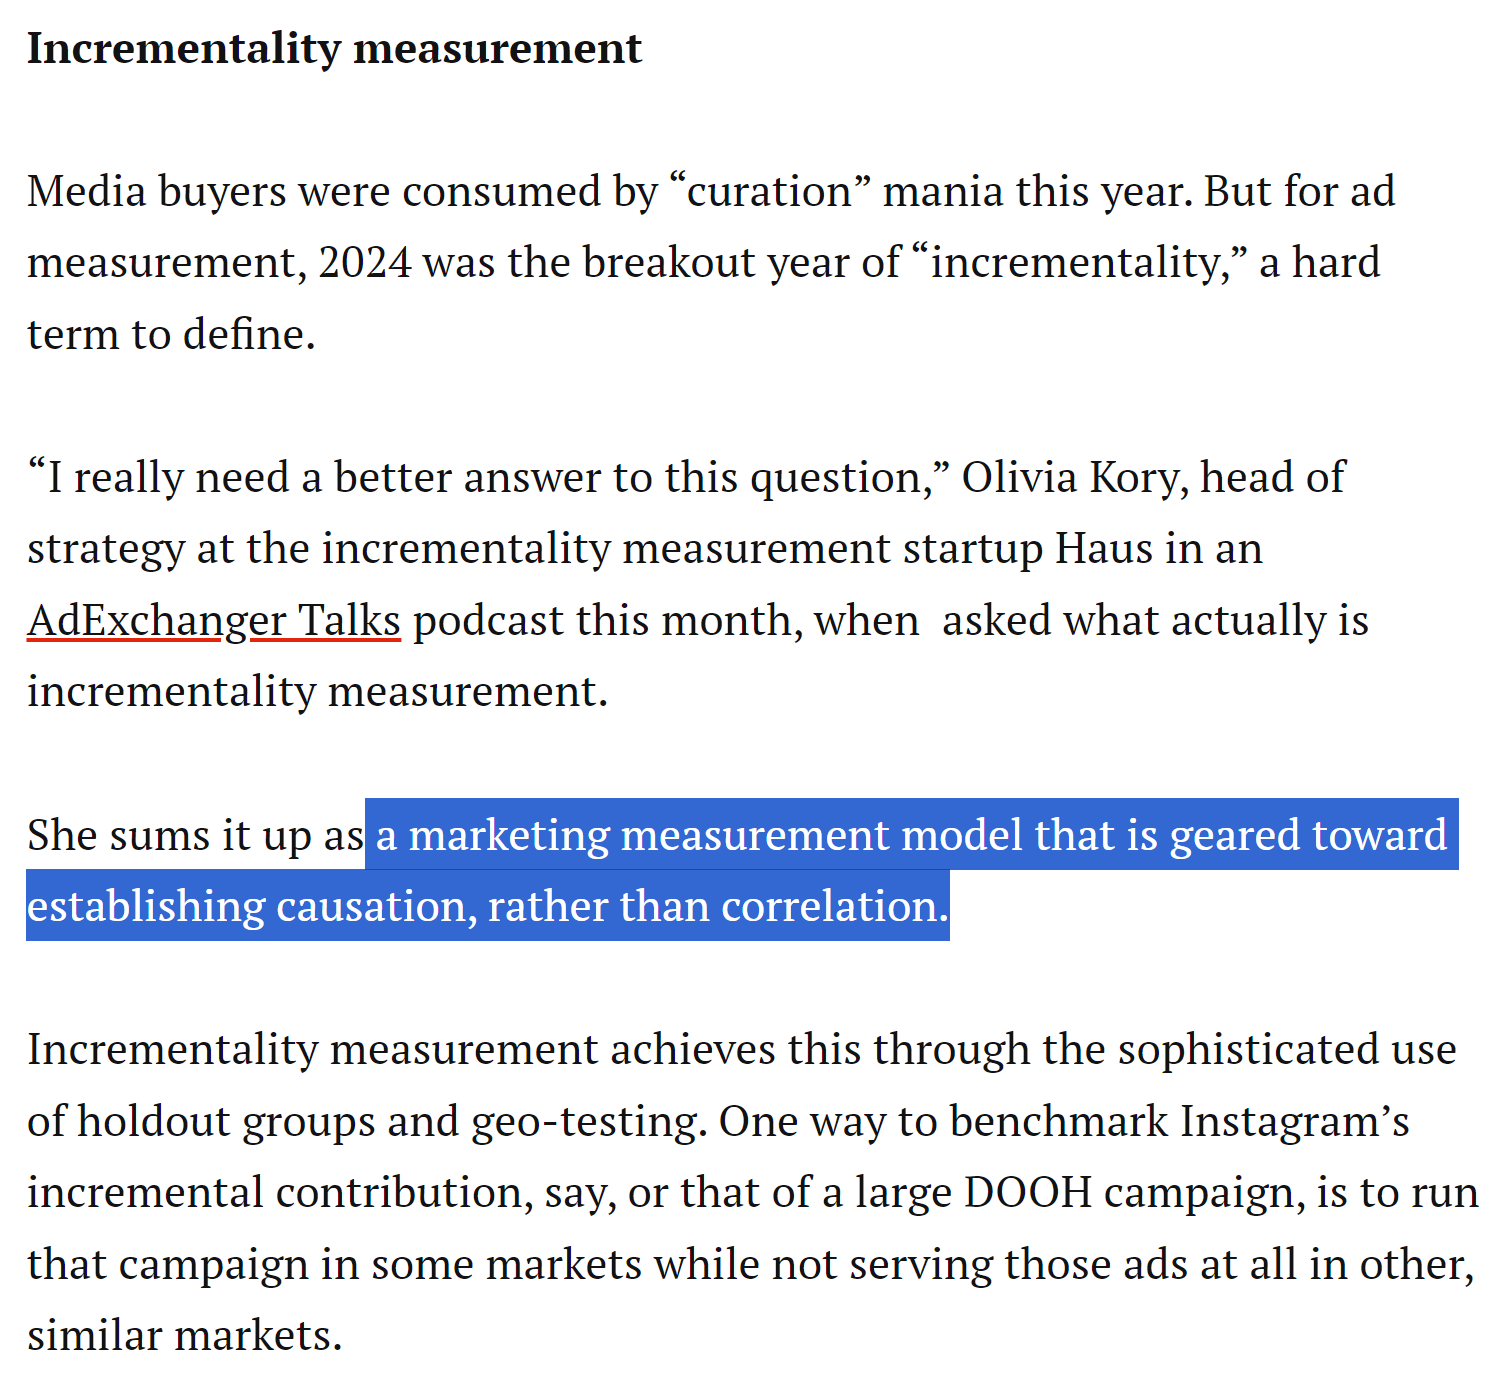 Incrementality measurement
Media buyers were consumed by “curation” mania this year. But for ad
measurement, 2024 was the breakout year of “incrementality,” a hard
term to define.
“I really need a better answer to this question,” Olivia Kory, head of
strategy at the incrementality measurement startup Haus in an
AdExchanger Talks podcast this month, when  asked what actually is
incrementality measurement.
She sums it up as a marketing measurement model that is geared toward
establishing causation, rather than correlation.
Incrementality measurement achieves this through the sophisticated use
of holdout groups and geo-testing. One way to benchmark Instagram’s
incremental contribution, say, or that of a large DOOH campaign, is to run
that campaign in some markets while not serving those ads at all in other,
similar markets.